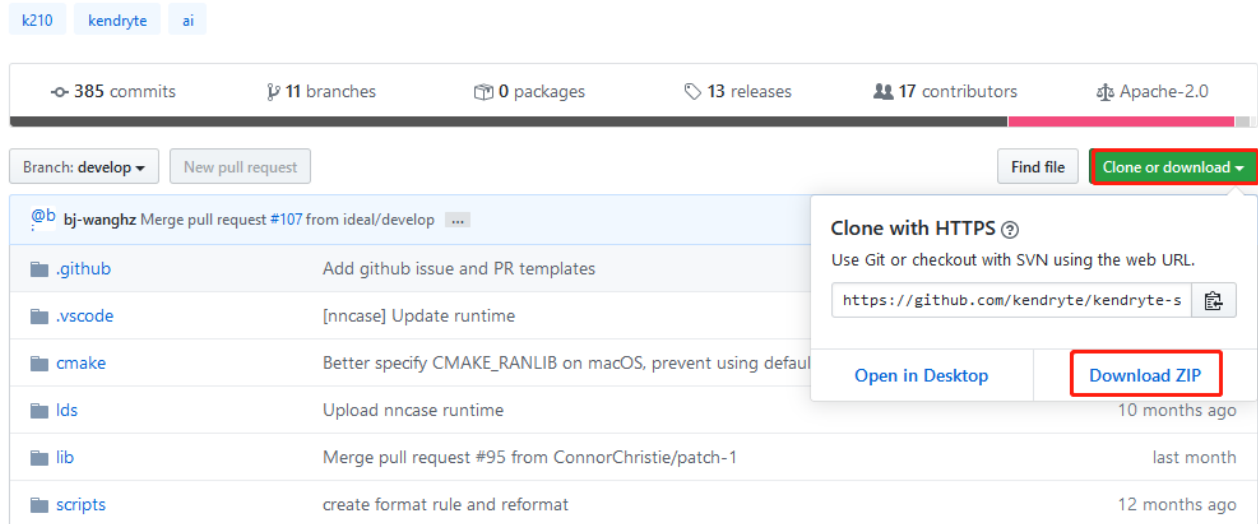 k210 kendryte ai
385 commits 11 branches 0 packages 13 releases 17 contributors Apache-2.0
Branch: develop New pull request Find file Clone or download
bj-wanghz Merge pull request #107 from ideal/develop ...
Clone with HTTPS
Use Git or checkout with SVN using the web URL.
https://github.com/kendryte/kendryte-s
Open in Desktop Download ZIP
.github Add github issue and PR templates
.vscode [nncase] Update runtime
cmake Better specify CMAKE_RANLIB on macOS, prevent using defaul
lds Upload nncase runtime 10 months ago
lib Merge pull request #95 from ConnorChristie/patch-1 last month
scripts create format rule and reformat 12 months ago